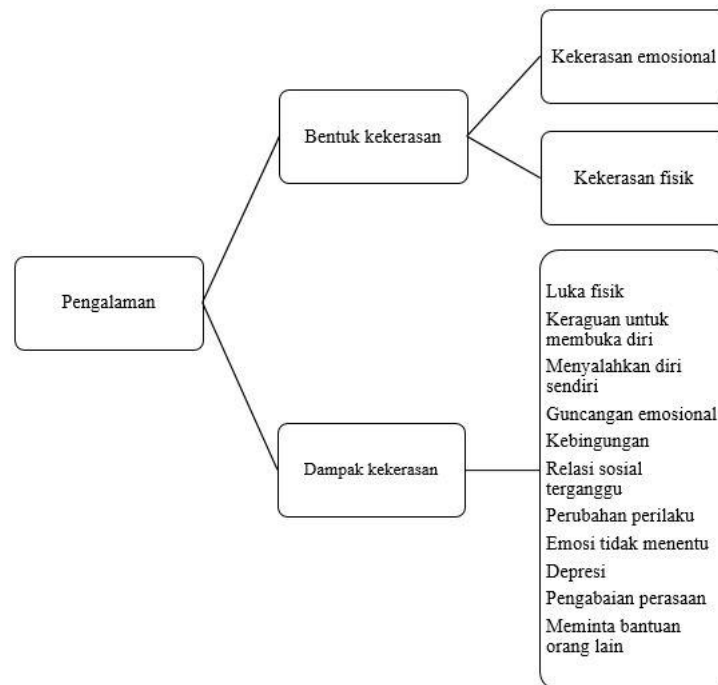 Kekerasan emosional
Bentuk kekerasan
Kekerasan fisik
Pengalaman
Luka fisik
Keraguan untuk
membuka diri
Menyalahkan diri
sendiri
Guncangan emosional
Kebingungan
Dampak kekerasan
Relasi sosial
terganggu
Perubahan perilaku
Emosi tidak menentu
Depresi
Pengabaian perasaan
Meminta bantuan
orang lain